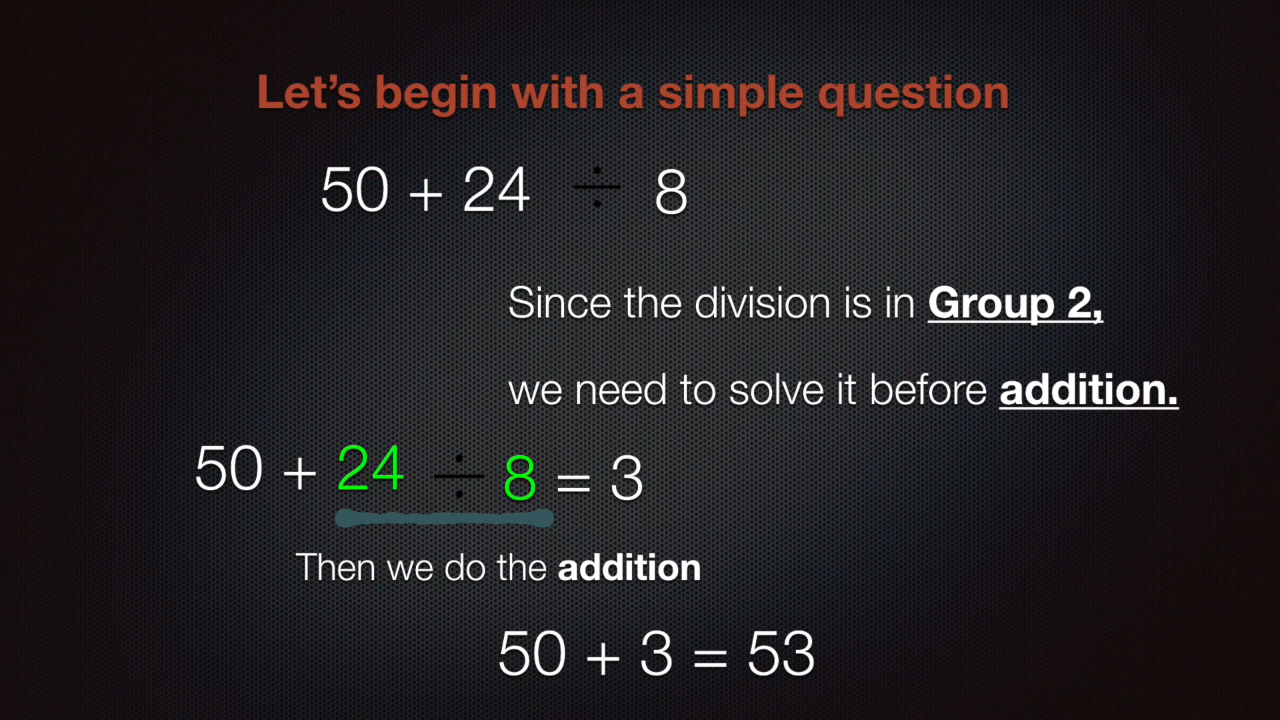 Let's begin with a simple question
50 + 24 ÷ 8
Since the division is in Group 2,
we need to solve it before addition.
50 + 24 ÷ 8 = 3
Then we do the addition
50 + 3 = 53